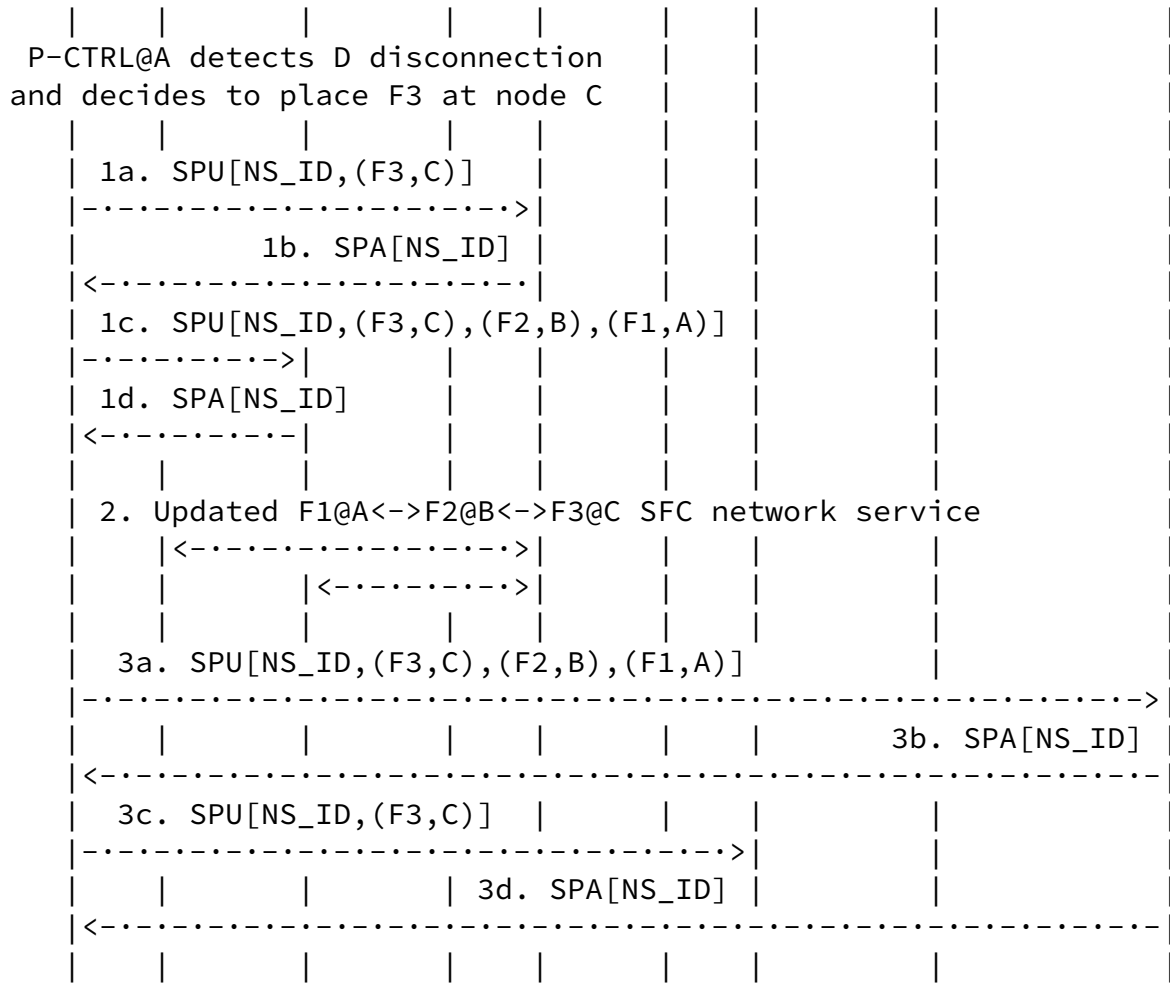 P-CTRL@A detects D disconnection
and decides to place F3 at node C
1a. SPU[NS_ID,(F3,C)]
1b. SPA[NS_ID]
1c. SPU[NS_ID,(F3,C),(F2,B),(F1,A)]
1d. SPA[NS_ID]
2. Updated F1@A<->F2@B<->F3@C SFC network service
3a. SPU[NS_ID,(F3,C),(F2,B),(F1,A)]
3b. SPA[NS_ID]
3c. SPU[NS_ID,(F3,C)]
3d. SPA[NS_ID]